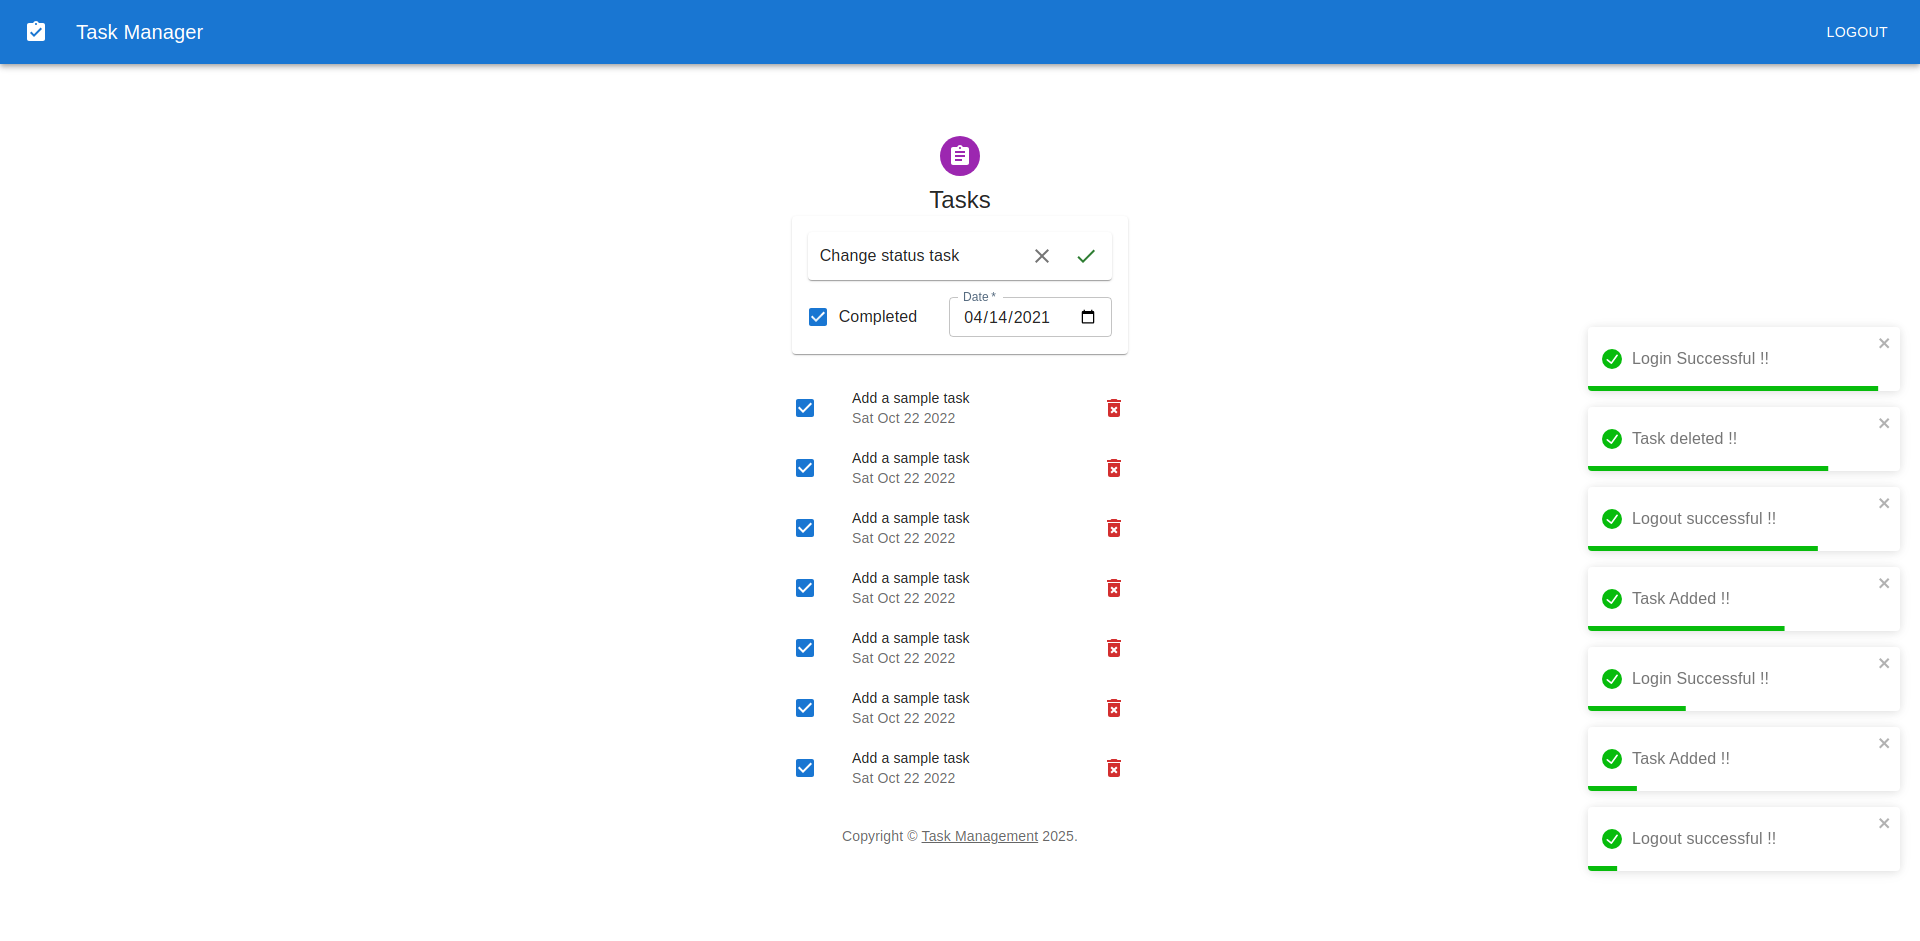 Task Manager
LOGOUT
Tasks
Change status task
Date *
Completed
04/14/2021
Add a sample task
Sat Oct 22 2022
Add a sample task
Sat Oct 22 2022
Add a sample task
Sat Oct 22 2022
Add a sample task
Sat Oct 22 2022
Add a sample task
Sat Oct 22 2022
Add a sample task
Sat Oct 22 2022
Add a sample task
Sat Oct 22 2022
Copyright © Task Management 2025.
Login Successful !!
Task deleted !!
Logout successful !!
Task Added !!
Login Successful !!
Task Added !!
Logout successful !!